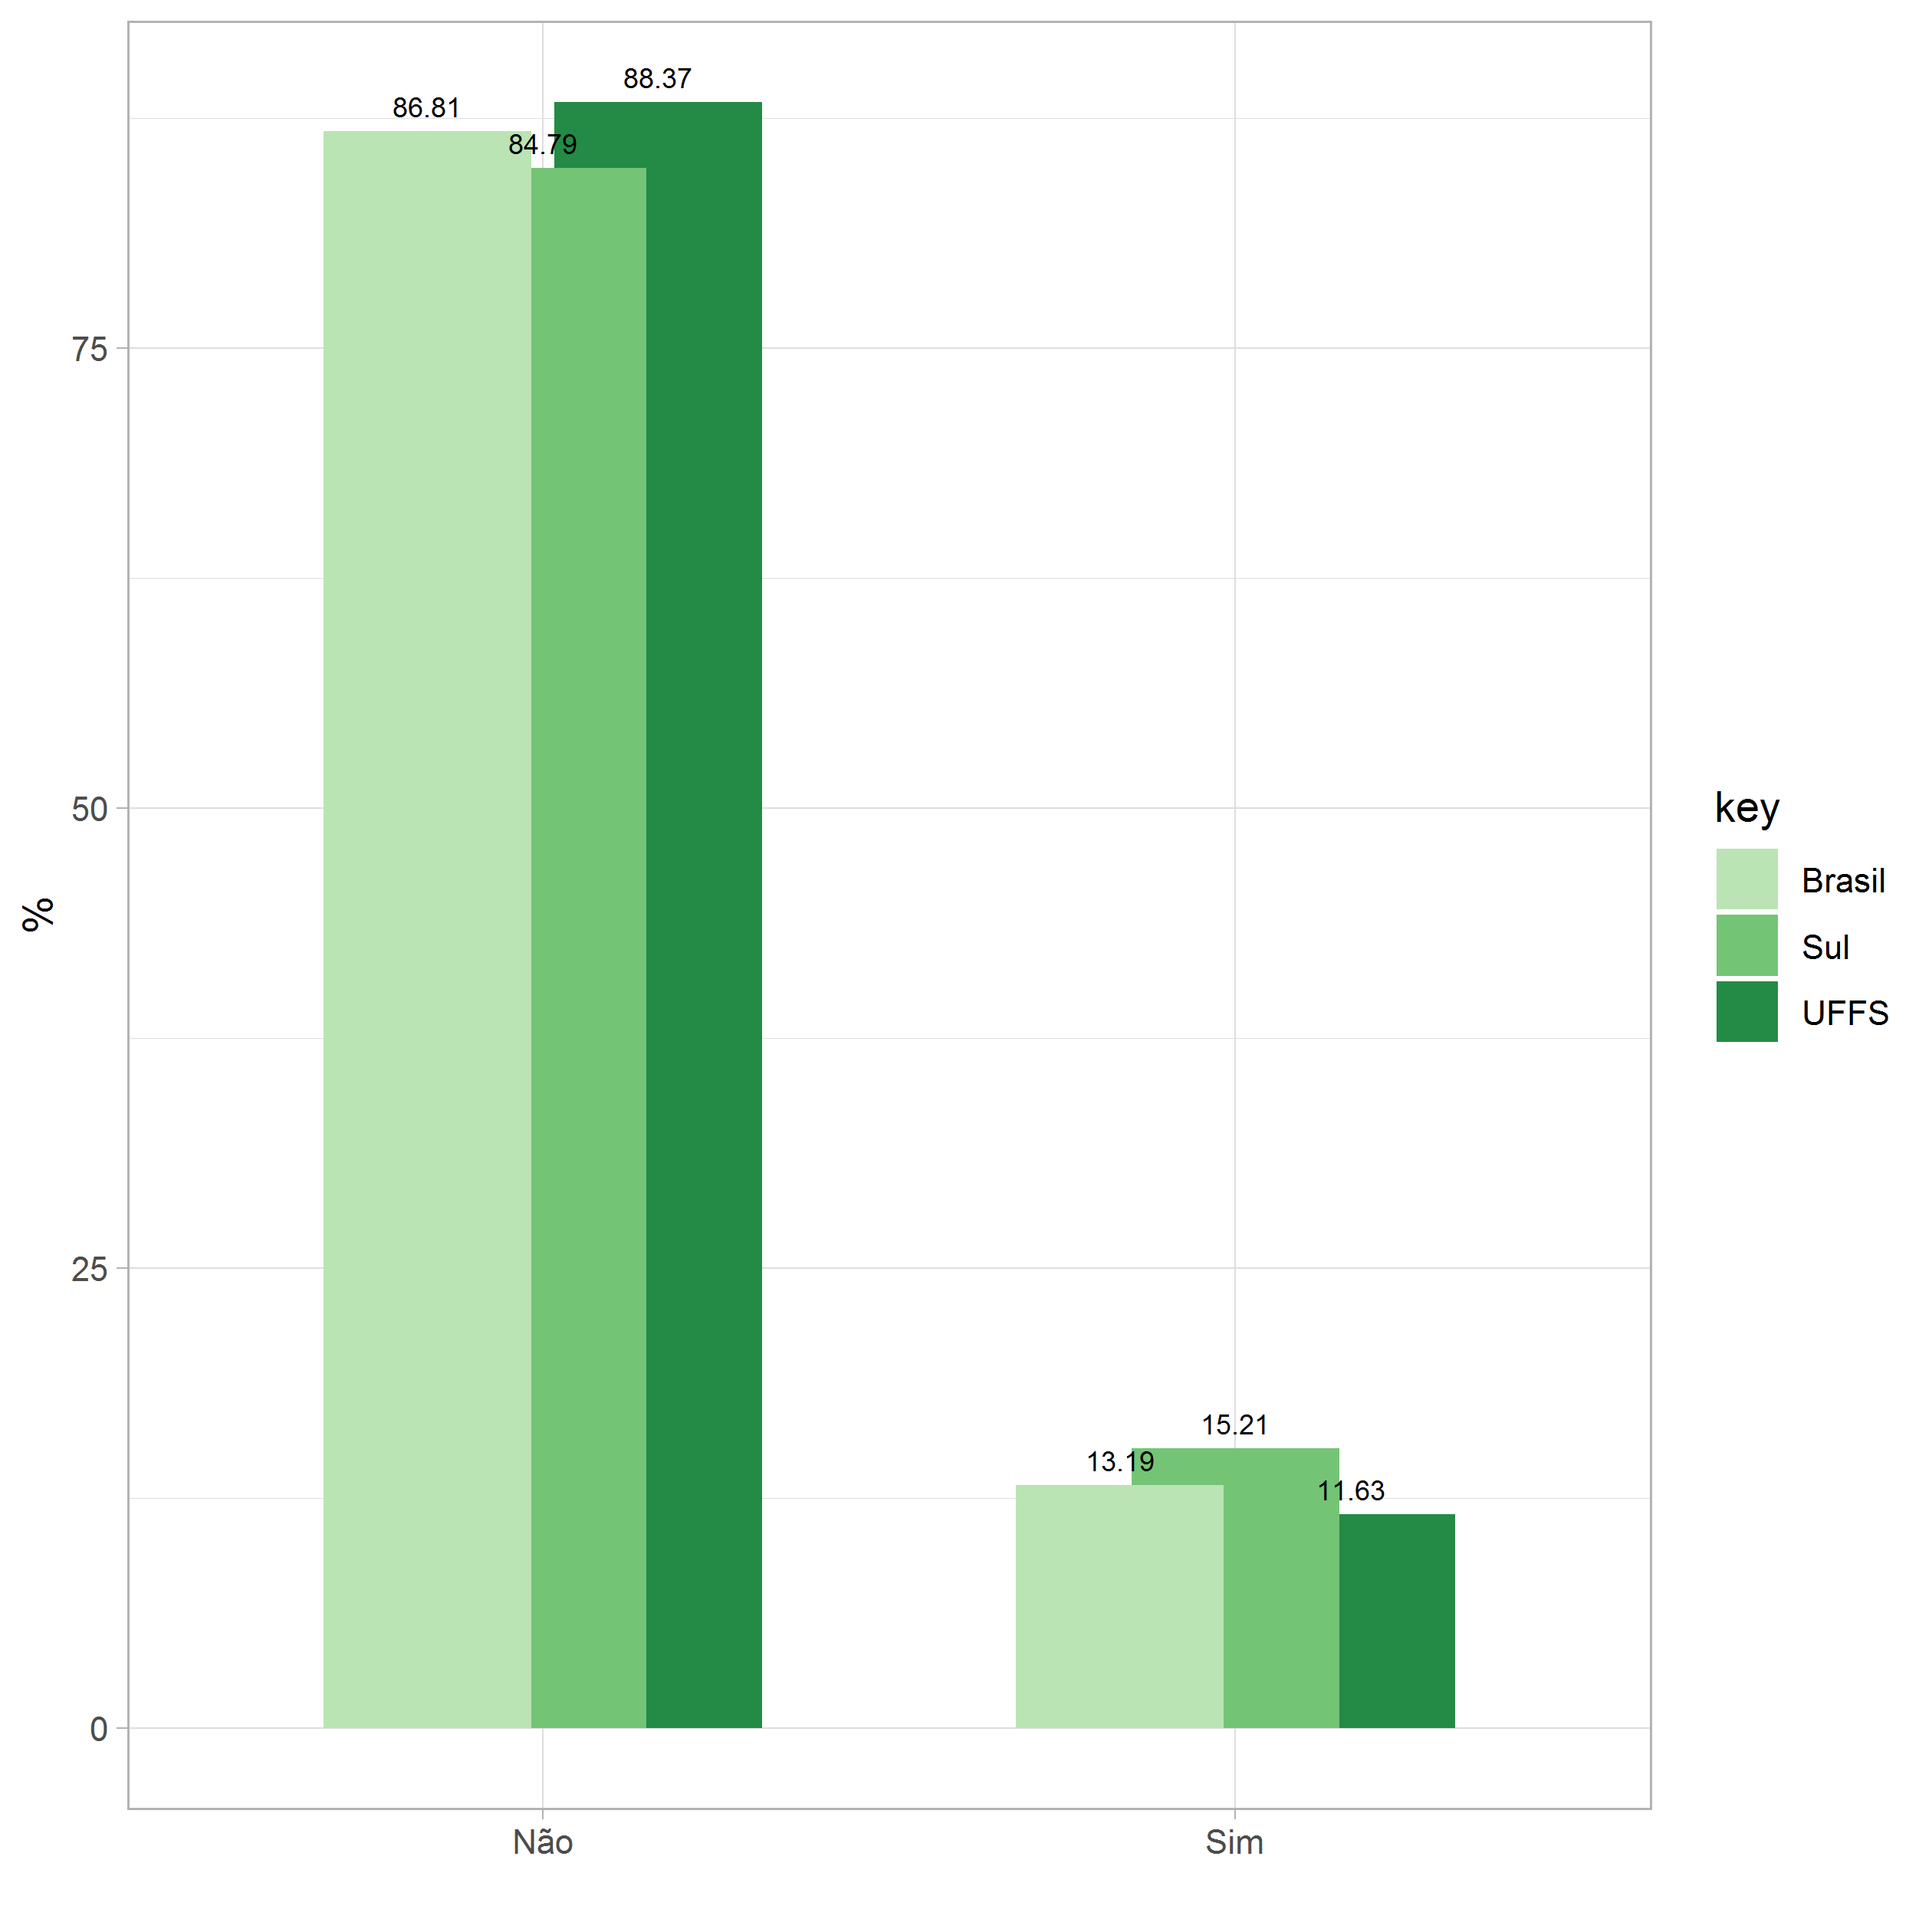 88.37
86.81
84.79
75
50
25
0
%
15.21
13.19
11.63
Não
Sim
key
Brasil
Sul
UFFS